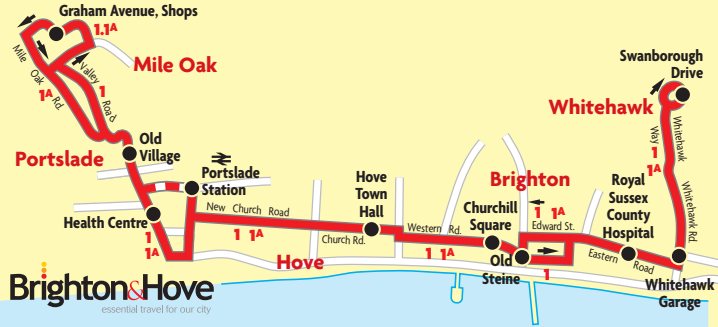 Graham Avenue, Shops
1.1A
Mile Oak
Mile Oak Rd.
1A
Valley Road
1
Portslade
Old
Village
Portslade
Station
Health Centre
1
1A
New Church Road
1 1A
Hove
Town
Hall
Church Rd.
Hove
Western Rd.
1 1A
Brighton
Churchill
Square
1 1A
Edward St.
Old
Steine
1
Royal
Sussex
County
Hospital
Eastern Road
Swanborough
Drive
Whitehawk
Whitehawk Way
1
1A
Whitehawk Rd.
Whitehawk
Garage
Brighton&Hove
essential travel for our city